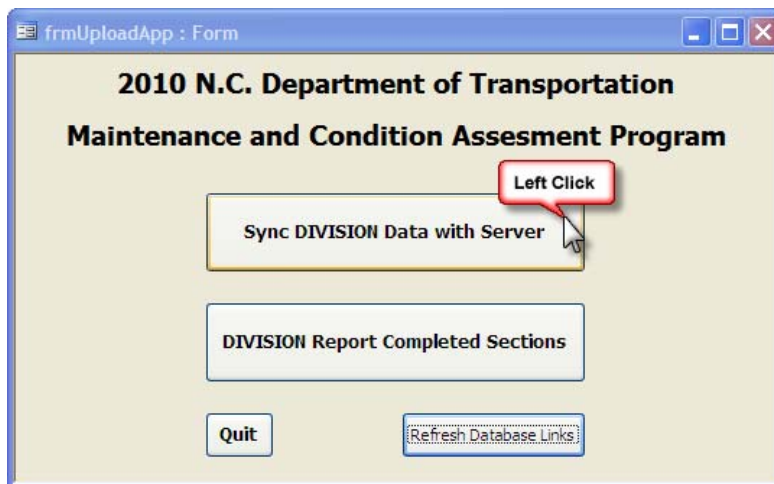 frmUploadApp : Form
2010 N.C. Department of Transportation
Maintenance and Condition Assesment Program
Left Click
Sync DIVISION Data with Server
DIVISION Report Completed Sections
Quit
Refresh Database Links